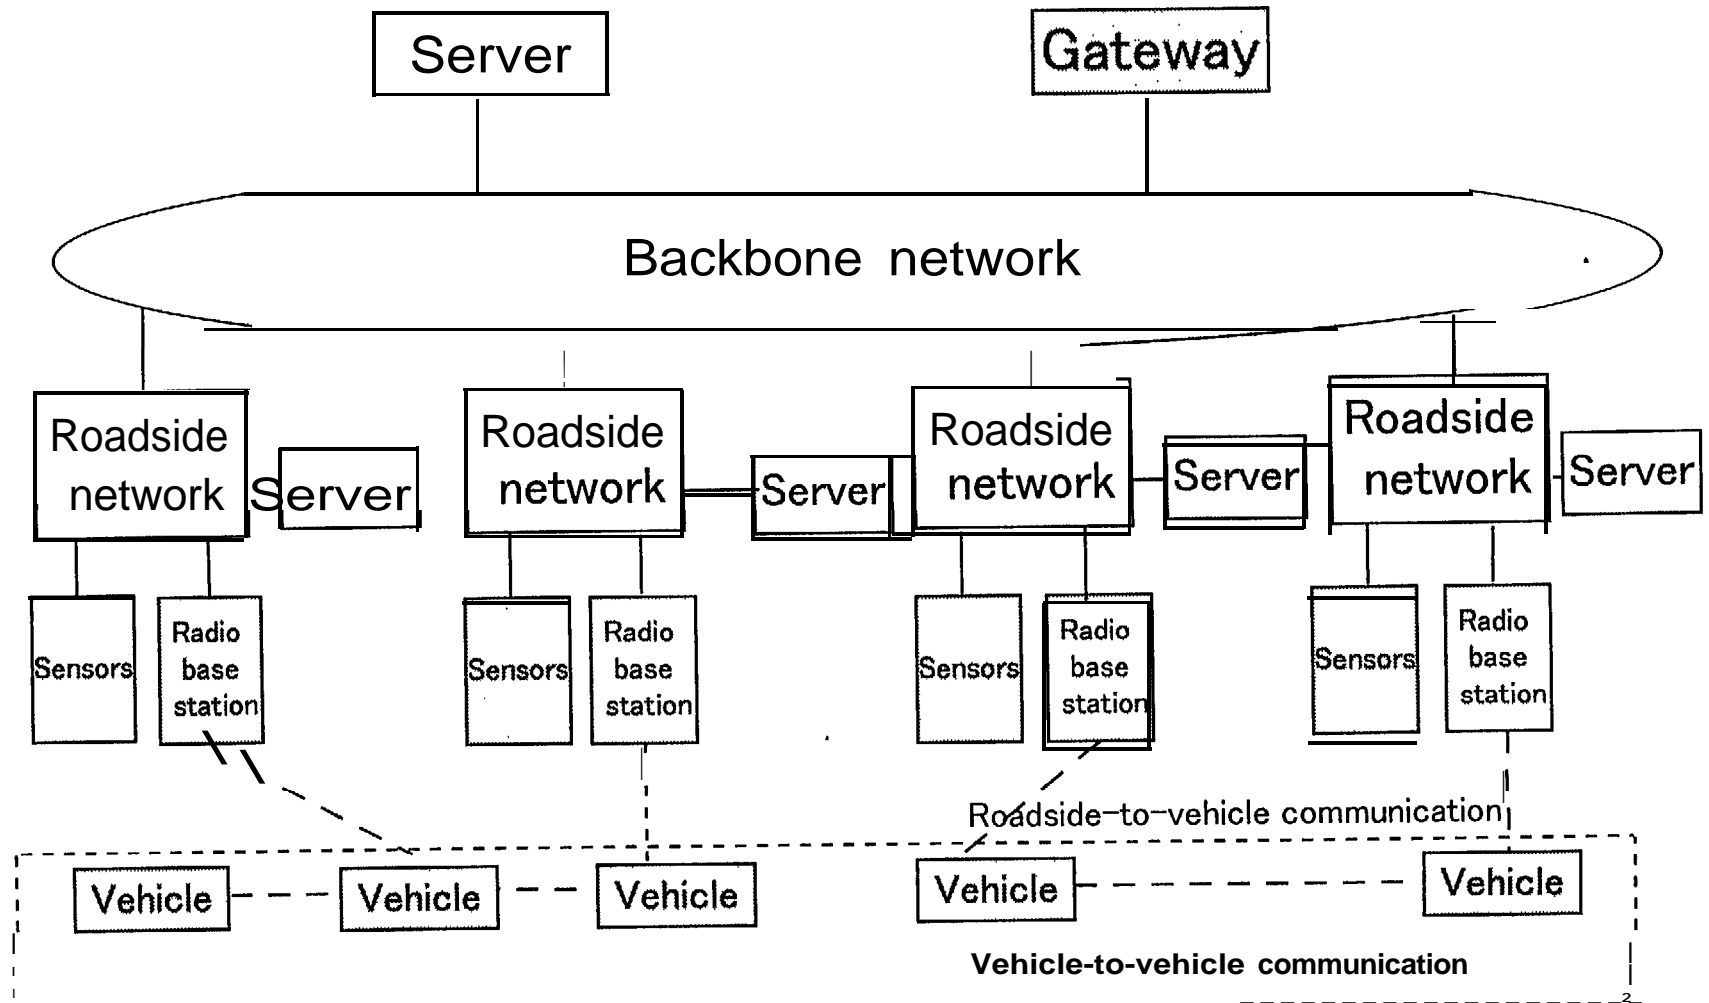 Server
Gateway
Backbone network
Roadside
network
Server
Roadside
network
Server
Roadside
network
Server
Roadside
network
Server
Sensors
Radio
base
station
Sensors
Radio
base
station
Sensors
Radio
base
station
Sensors
Radio
base
station
Roadside-to-vehicle communication
Vehicle
Vehicle
Vehicle
Vehicle
Vehicle
Vehicle-to-vehicle communication
2